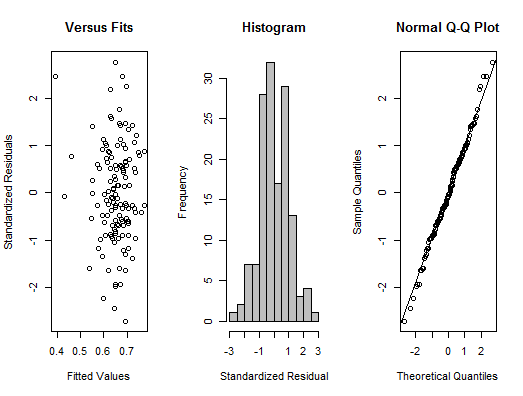 Versus Fits
Standardized Residuals
2
1
0
-1
-2
0.4 0.5 0.6 0.7
Fitted Values
Histogram
Frequency
30
25
20
15
10
5
0
-3 -1 1 2 3
Standardized Residual
Normal Q-Q Plot
Sample Quantiles
2
1
0
-1
-2
-2 0 1 2
Theoretical Quantiles